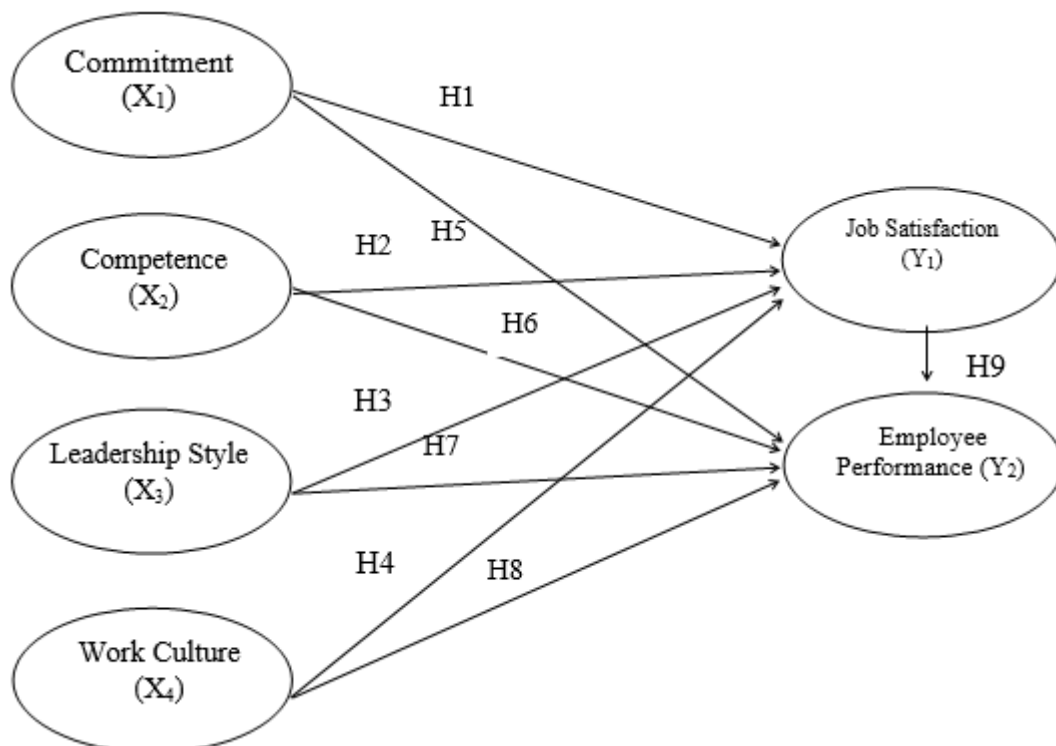 Commitment
(X₁)
H1
Competence
(X₂)
H2
H5
Job Satisfaction
(Y₁)
H6
H9
Leadership Style
(X₃)
H3
H7
Employee
Performance (Y₂)
H4
H8
Work Culture
(X₄)